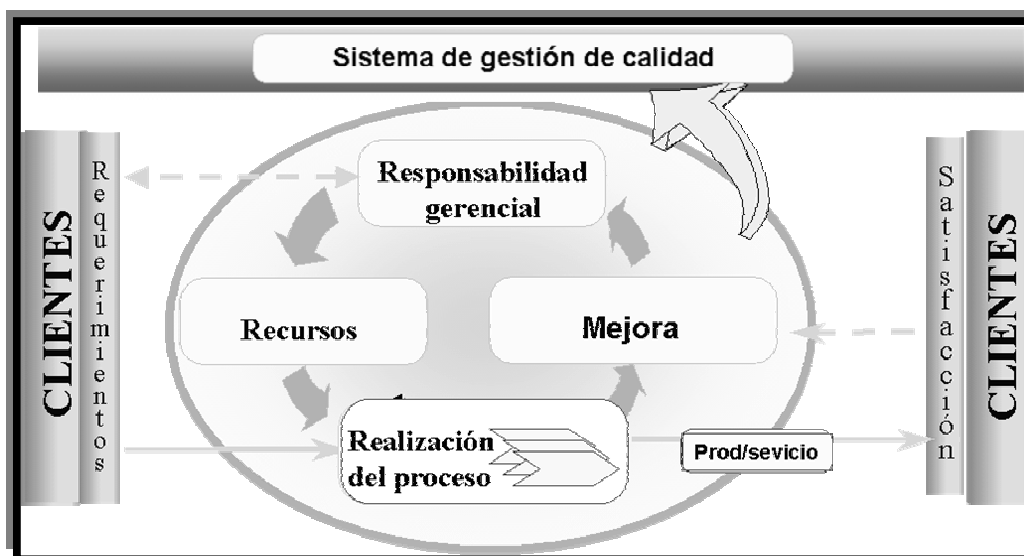 Sistema de gestión de calidad
CLIENTES
Requerimientos
Responsabilidad
gerencial
Recursos
Mejora
Realización
del proceso
Prod/sevicio
Satisfacción
CLIENTES